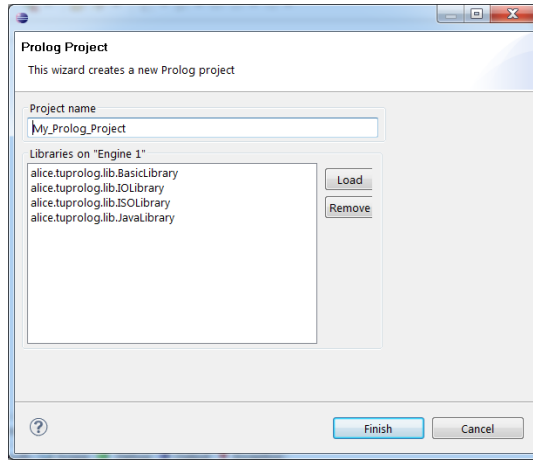 Prolog Project
This wizard creates a new Prolog project
Project name
My_Prolog_Project
Libraries on "Engine 1"
alice.tuprolog.lib.BasicLibrary
alice.tuprolog.lib.IOLibrary
alice.tuprolog.lib.ISOLibrary
alice.tuprolog.lib.JavaLibrary
Load
Remove
Finish
Cancel